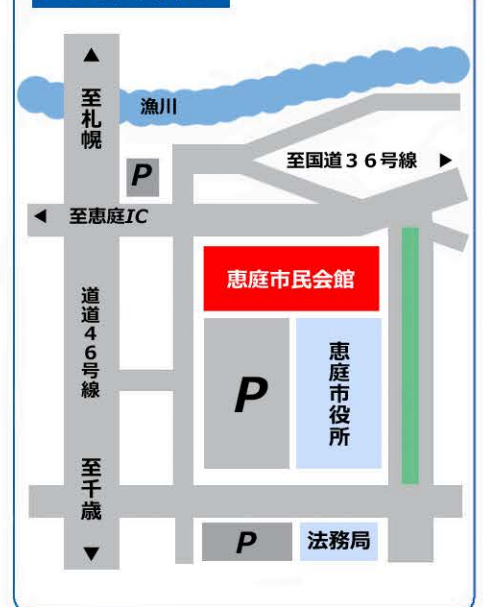 ▲
至札幌
漁川
至国道３６号線 ▶
P
◀ 至恵庭IC
恵庭市民会館
道道４６号線
P
恵庭市役所
至千歳
▼
P
法務局